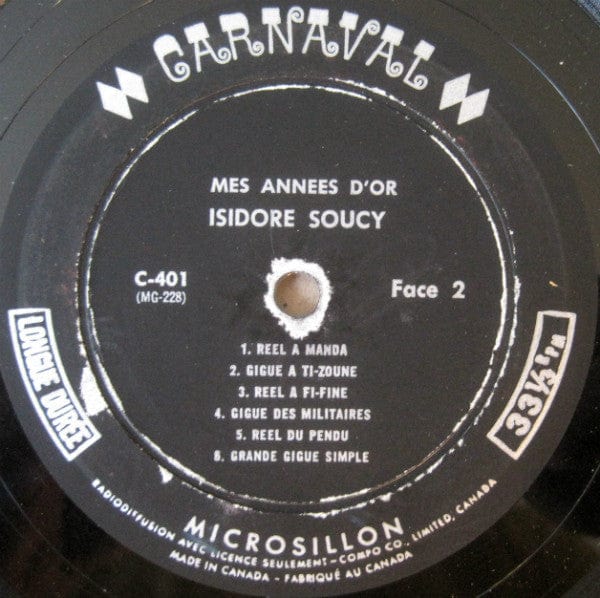 CARNAVAL
MES ANNEES D'OR
ISIDORE SOUCY
C-401
(MG-228)
Face 2
LONGUE DURÉE
33 1/3 R.P.M.
1. REEL A MANDA
2. GIGUE A TI-ZOUNE
3. REEL A FI-FINE
4. GIGUE DES MILITAIRES
5. REEL DU PENDU
6. GRANDE GIGUE SIMPLE
MICROSILLON
RADIODIFFUSION AVEC LICENCE SEULEMENT - COMPO CO., LIMITED, CANADA
MADE IN CANADA - FABRIQUÉ AU CANADA